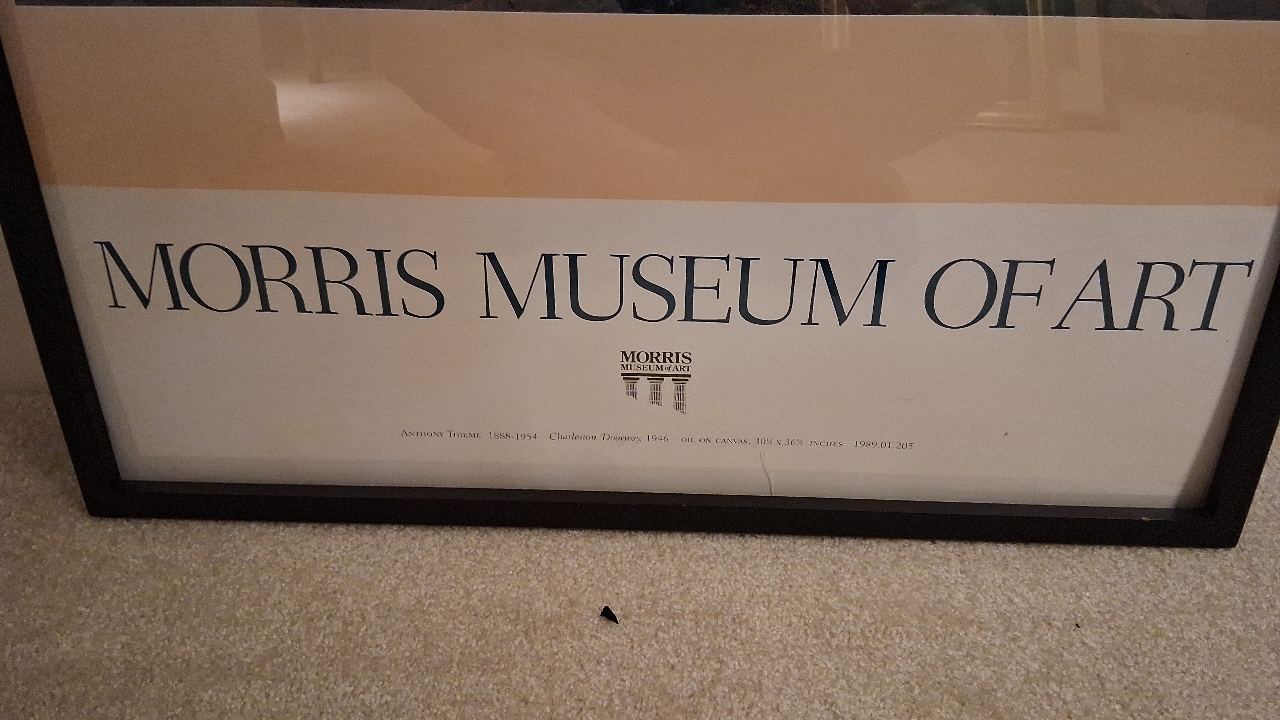 MORRIS MUSEUM OF ART
MORRIS
MUSEUM of ART
ANTHONY THIEME 1888-1954 Charleston Doorway, 1946 OIL ON CANVAS, 30⅛ x 36⅛ INCHES 1989.01.205